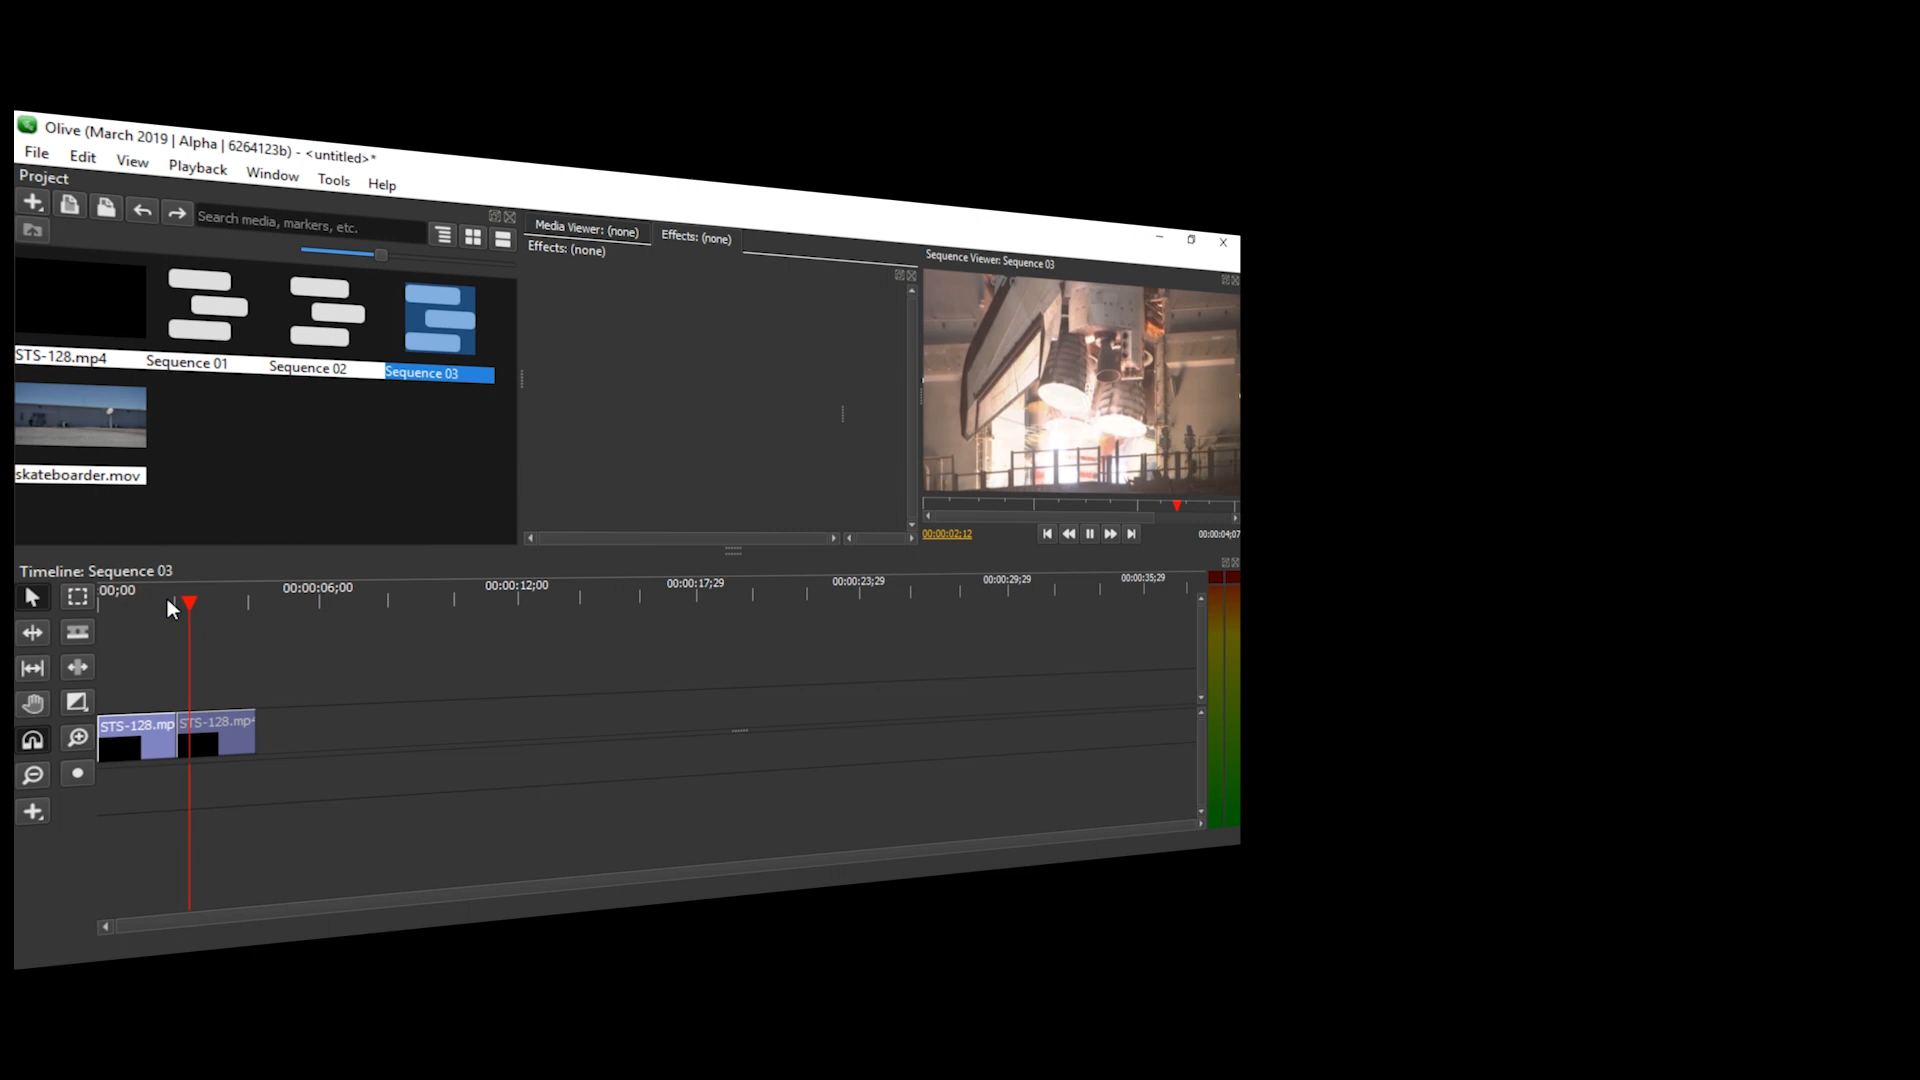 Olive (March 2019 | Alpha | 6264123b) - <untitled>*
File Edit View Playback Window Tools Help
Project
Search media, markers, etc.
STS-128.mp4 Sequence 01 Sequence 02 Sequence 03
skateboarder.mov
Media Viewer: (none) Effects: (none)
Effects: (none)
Sequence Viewer: Sequence 03
00:00:02;12 00:00:04;07
Timeline: Sequence 03
00;00 00:00:06;00 00:00:12;00 00:00:17;29 00:00:23;29 00:00:29;29 00:00:35;29
STS-128.mp STS-128.mp4